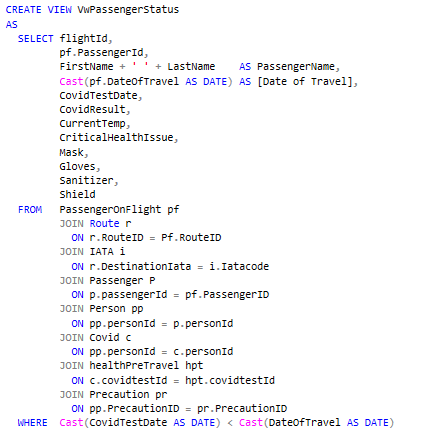 CREATE VIEW VwPassengerStatus
AS
SELECT flightId,
pf.PassengerId,
FirstName + ' ' + LastName AS PassengerName,
Cast(pf.DateOfTravel AS DATE) AS [Date of Travel],
CovidTestDate,
CovidResult,
CurrentTemp,
CriticalHealthIssue,
Mask,
Gloves,
Sanitizer,
Shield
FROM PassengerOnFlight pf
JOIN Route r
ON r.RouteID = Pf.RouteID
JOIN IATA i
ON r.DestinationIata = i.Iatacode
JOIN Passenger P
ON p.passengerId = pf.PassengerID
JOIN Person pp
ON pp.personId = p.personId
JOIN Covid c
ON pp.personId = c.personId
JOIN healthPreTravel hpt
ON c.covidtestId = hpt.covidtestId
JOIN Precaution pr
ON pp.PrecautionID = pr.PrecautionID
WHERE Cast(CovidTestDate AS DATE) < Cast(DateOfTravel AS DATE)